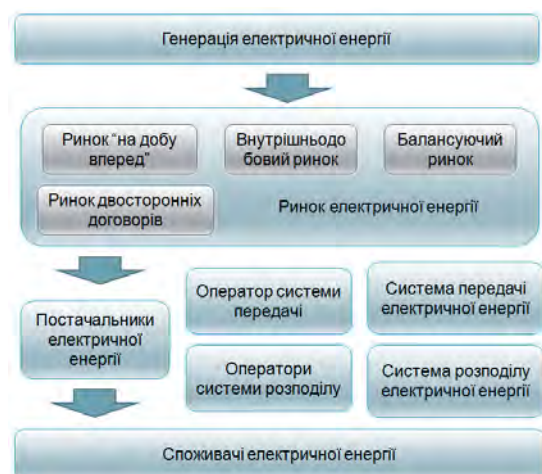 Генерація електричної енергії
Ринок “на добу
вперед”
Внутрішньодо
бовий ринок
Балансуючий
ринок
Ринок двосторонніх
договорів
Ринок електричної енергії
Постачальники
електричної
енергії
Оператор системи
передачі
Система передачі
електричної енергії
Оператори
системи розподілу
Система розподілу
електричної енергії
Споживачі електричної енергії